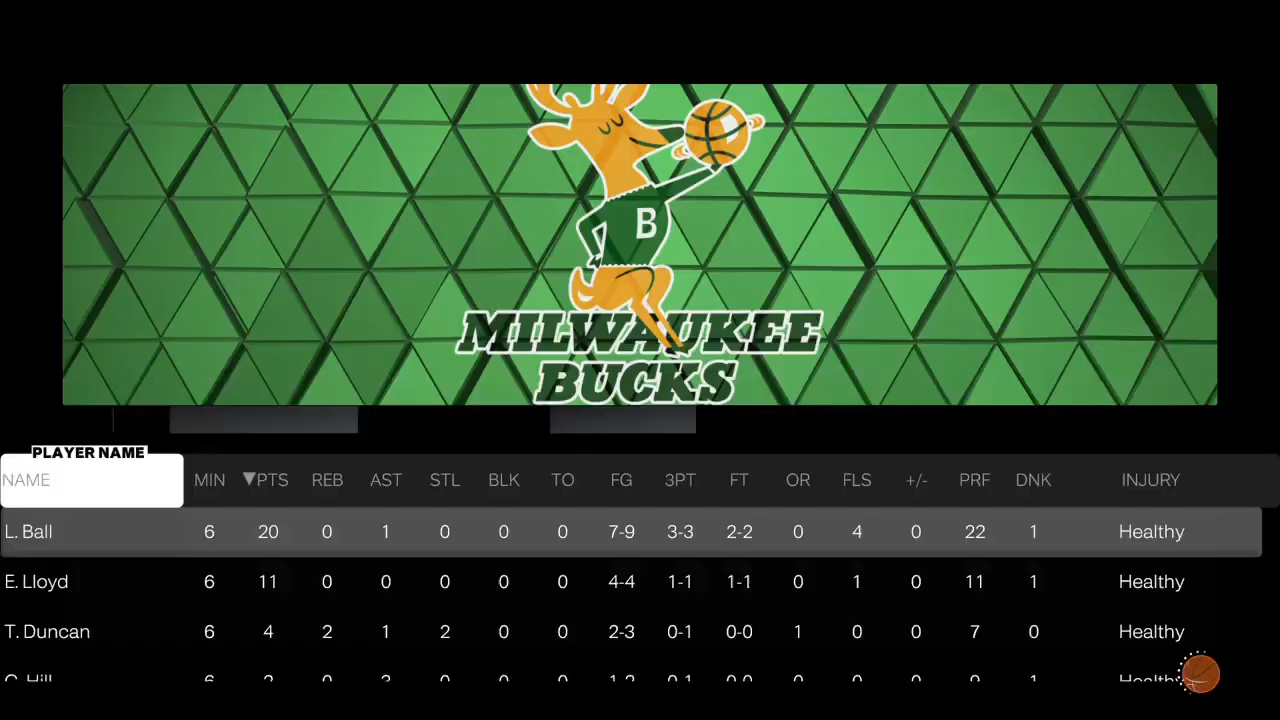 B
MILWAUKEE
BUCKS
PLAYER NAME
NAME MIN ▼PTS REB AST STL BLK TO FG 3PT FT OR FLS +/- PRF DNK INJURY
L. Ball 6 20 0 1 0 0 0 7-9 3-3 2-2 0 4 0 22 1 Healthy
E. Lloyd 6 11 0 0 0 0 0 4-4 1-1 1-1 0 1 0 11 1 Healthy
T. Duncan 6 4 2 1 2 0 0 2-3 0-1 0-0 1 0 0 7 0 Healthy
Hill